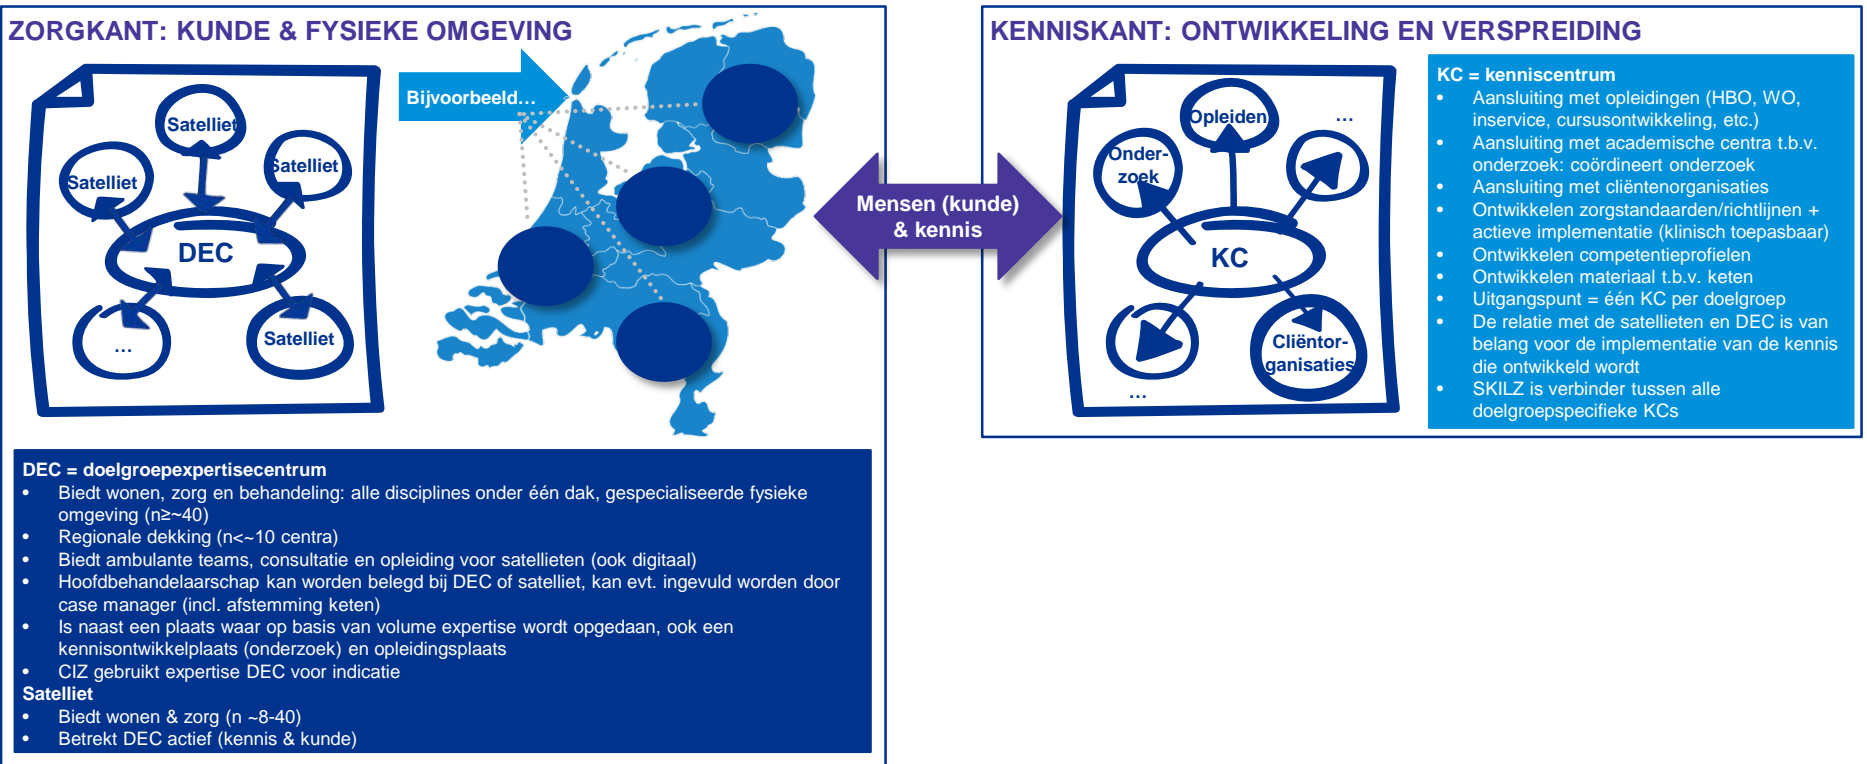 ZORGKANT: KUNDE & FYSIEKE OMGEVING
Satelliet
Satelliet
Satelliet
DEC
Satelliet
…
Bijvoorbeeld…
DEC = doelgroepexpertisecentrum
• Biedt wonen, zorg en behandeling: alle disciplines onder één dak, gespecialiseerde fysieke
omgeving (n≥~40)
• Regionale dekking (n<~10 centra)
• Biedt ambulante teams, consultatie en opleiding voor satellieten (ook digitaal)
• Hoofdbehandelaarschap kan worden belegd bij DEC of satelliet, kan evt. ingevuld worden door
case manager (incl. afstemming keten)
• Is naast een plaats waar op basis van volume expertise wordt opgedaan, ook een
kennisontwikkelplaats (onderzoek) en opleidingsplaats
• CIZ gebruikt expertise DEC voor indicatie
Satelliet
• Biedt wonen & zorg (n ~8-40)
• Betrekt DEC actief (kennis & kunde)
Mensen (kunde)
& kennis
KENNISKANT: ONTWIKKELING EN VERSPREIDING
Opleiden
…
Onder-
zoek
KC
Cliëntor-
ganisaties
…
KC = kenniscentrum
• Aansluiting met opleidingen (HBO, WO,
inservice, cursusontwikkeling, etc.)
• Aansluiting met academische centra t.b.v.
onderzoek: coördineert onderzoek
• Aansluiting met cliëntenorganisaties
• Ontwikkelen zorgstandaarden/richtlijnen +
actieve implementatie (klinisch toepasbaar)
• Ontwikkelen competentieprofielen
• Ontwikkelen materiaal t.b.v. keten
• Uitgangspunt = één KC per doelgroep
• De relatie met de satellieten en DEC is van
belang voor de implementatie van de kennis
die ontwikkeld wordt
• SKILZ is verbinder tussen alle
doelgroepspecifieke KCs